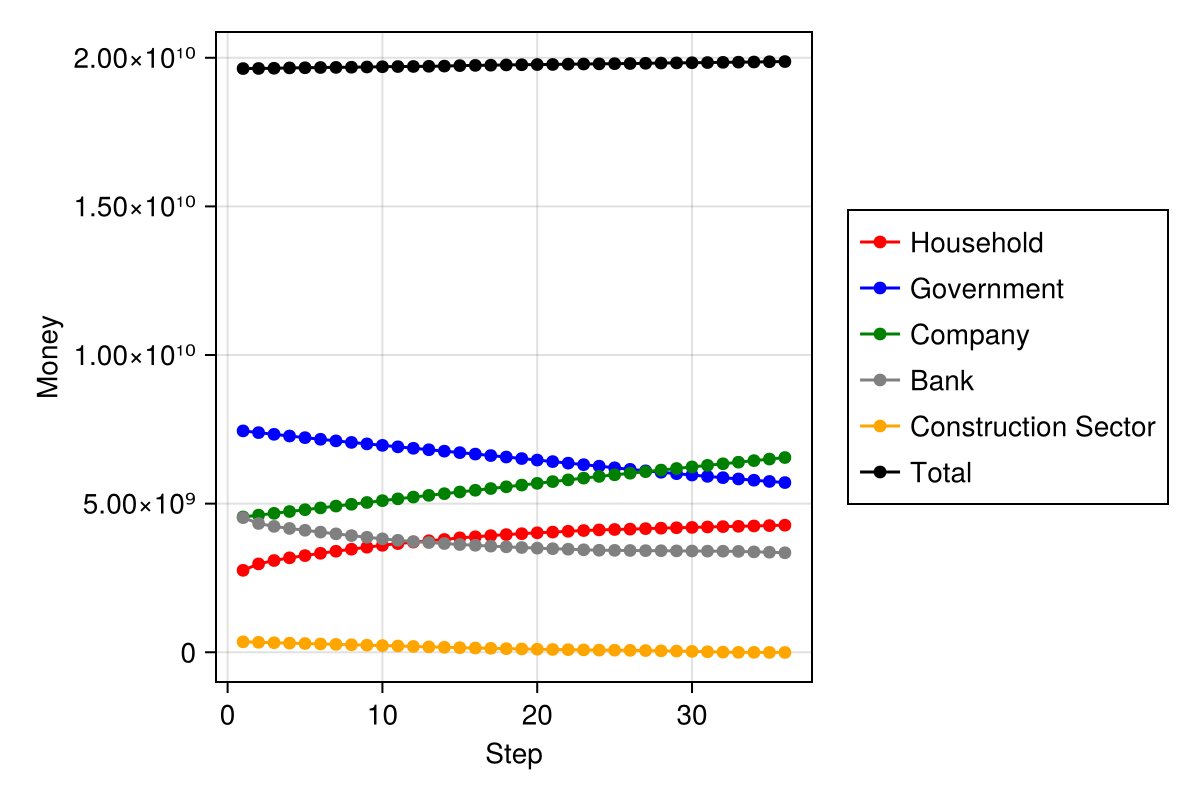 2.00×10¹⁰
1.50×10¹⁰
1.00×10¹⁰
5.00×10⁹
0
Money
0 10 20 30
Step
Household
Government
Company
Bank
Construction Sector
Total